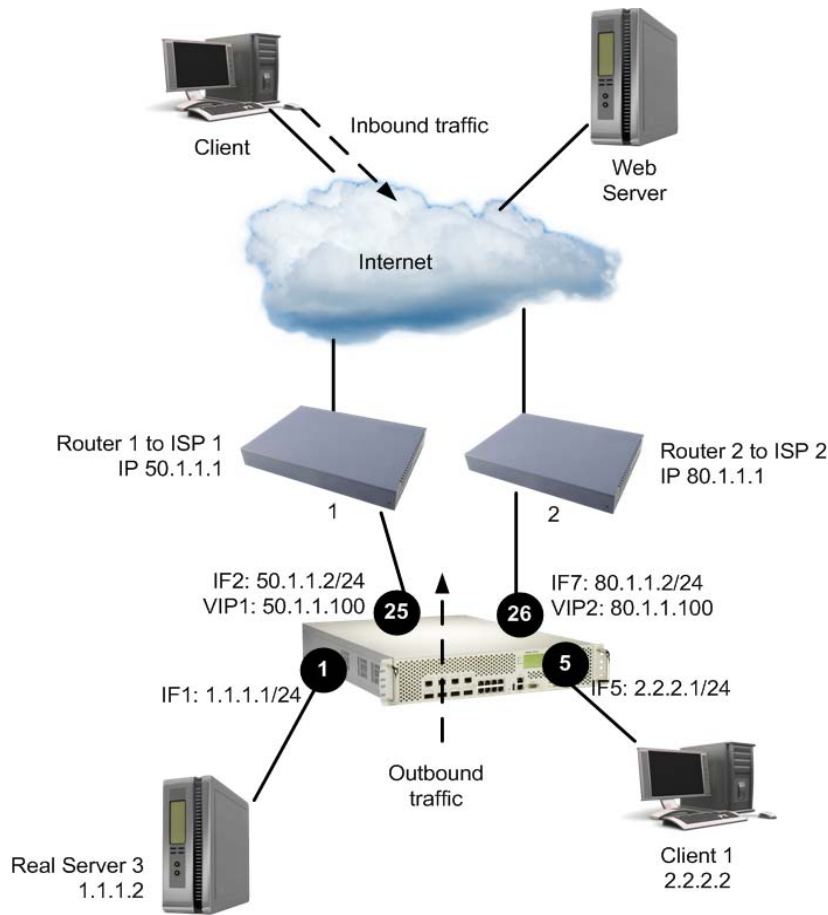 Client
Inbound traffic
Web
Server
Internet
Router 1 to ISP 1
IP 50.1.1.1
1
Router 2 to ISP 2
IP 80.1.1.1
2
IF2: 50.1.1.2/24
VIP1: 50.1.1.100
25
26
IF7: 80.1.1.2/24
VIP2: 80.1.1.100
1
5
IF1: 1.1.1.1/24
IF5: 2.2.2.1/24
Outbound
traffic
Real Server 3
1.1.1.2
Client 1
2.2.2.2